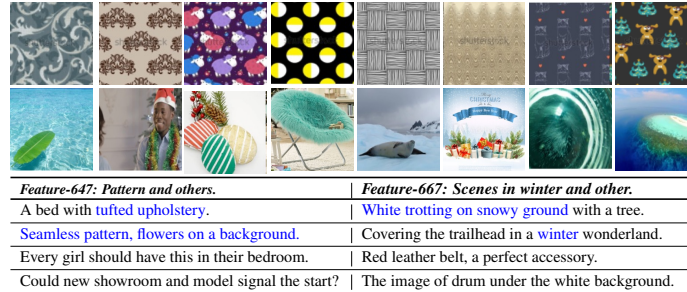 shutterstock
shutterstock
CHRISTMAS
Feature-647: Pattern and others. | Feature-667: Scenes in winter and other.
A bed with tufted upholstery. | White trotting on snowy ground with a tree.
Seamless pattern, flowers on a background. | Covering the trailhead in a winter wonderland.
Every girl should have this in their bedroom. | Red leather belt, a perfect accessory.
Could new showroom and model signal the start? | The image of drum under the white background.